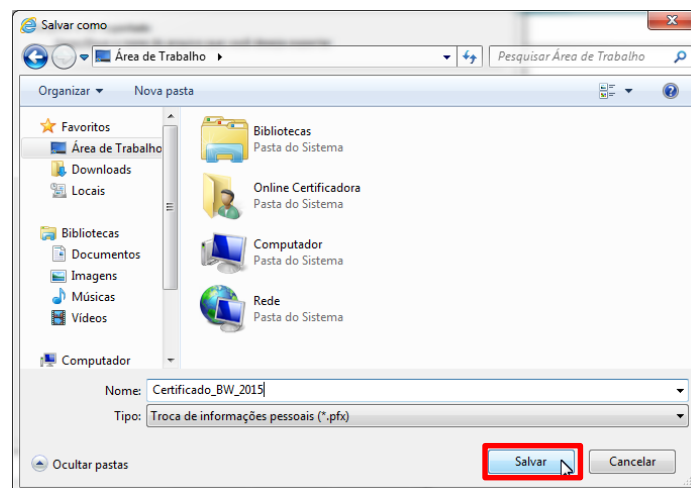 Salvar como
Área de Trabalho
Pesquisar Área de Trabalho
Organizar
Nova pasta
Favoritos
Área de Trabalho
Downloads
Locais
Bibliotecas
Documentos
Imagens
Músicas
Vídeos
Computador
Bibliotecas
Pasta do Sistema
Online Certificadora
Pasta do Sistema
Computador
Pasta do Sistema
Rede
Pasta do Sistema
Nome: Certificado_BW_2015
Tipo: Troca de informações pessoais (*.pfx)
Ocultar pastas
Salvar
Cancelar